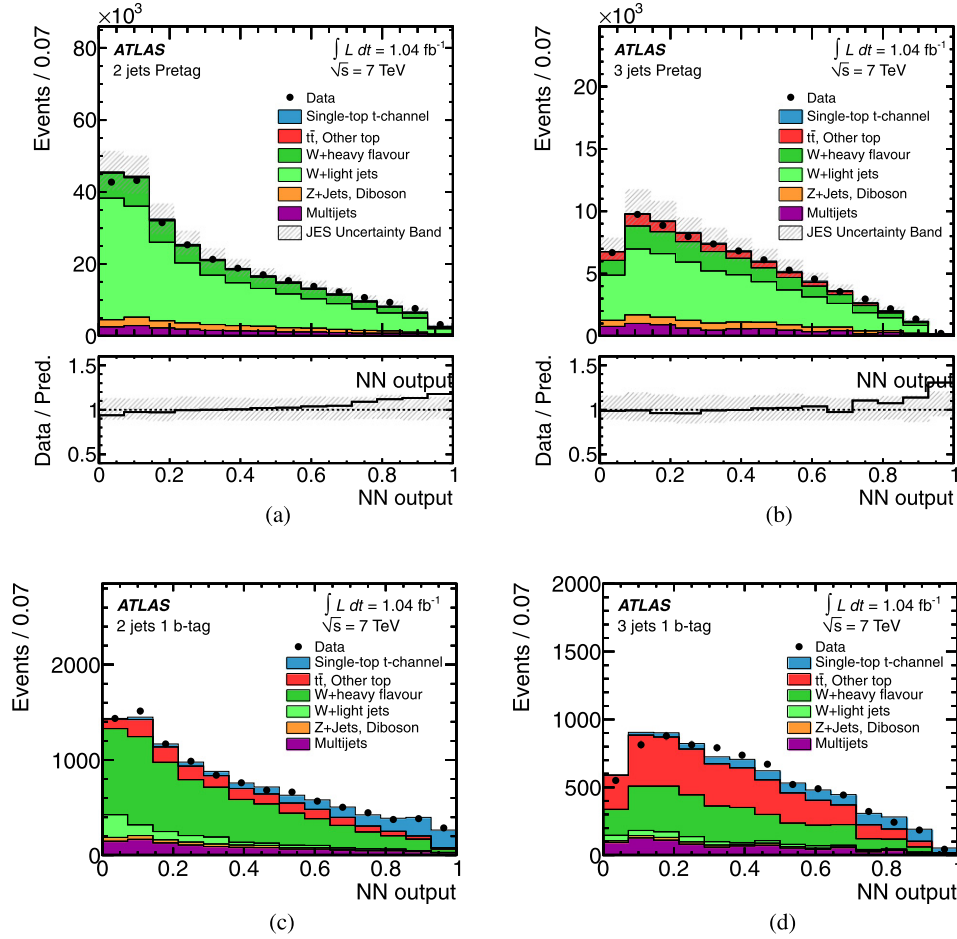 ×10³
Events / 0.07
80
60
40
20
0
ATLAS
2 jets Pretag
∫ L dt = 1.04 fb⁻¹
√s = 7 TeV
Data
Single-top t-channel
tt̄, Other top
W+heavy flavour
W+light jets
Z+Jets, Diboson
Multijets
JES Uncertainty Band
NN output
Data / Pred.
1.5
1
0.5
0 0.2 0.4 0.6 0.8 1
NN output
(a)
×10³
Events / 0.07
20
10
5
0
ATLAS
3 jets Pretag
∫ L dt = 1.04 fb⁻¹
√s = 7 TeV
Data
Single-top t-channel
tt̄, Other top
W+heavy flavour
W+light jets
Z+Jets, Diboson
Multijets
JES Uncertainty Band
NN output
Data / Pred.
1.5
1
0.5
0 0.2 0.4 0.6 0.8 1
NN output
(b)
Events / 0.07
2000
1000
0
ATLAS
2 jets 1 b-tag
∫ L dt = 1.04 fb⁻¹
√s = 7 TeV
Data
Single-top t-channel
tt̄, Other top
W+heavy flavour
W+light jets
Z+Jets, Diboson
Multijets
0 0.2 0.4 0.6 0.8 1
NN output
(c)
Events / 0.07
2000
1500
1000
500
0
ATLAS
3 jets 1 b-tag
∫ L dt = 1.04 fb⁻¹
√s = 7 TeV
Data
Single-top t-channel
tt̄, Other top
W+heavy flavour
W+light jets
Z+Jets, Diboson
Multijets
0 0.2 0.4 0.6 0.8 1
NN output
(d)